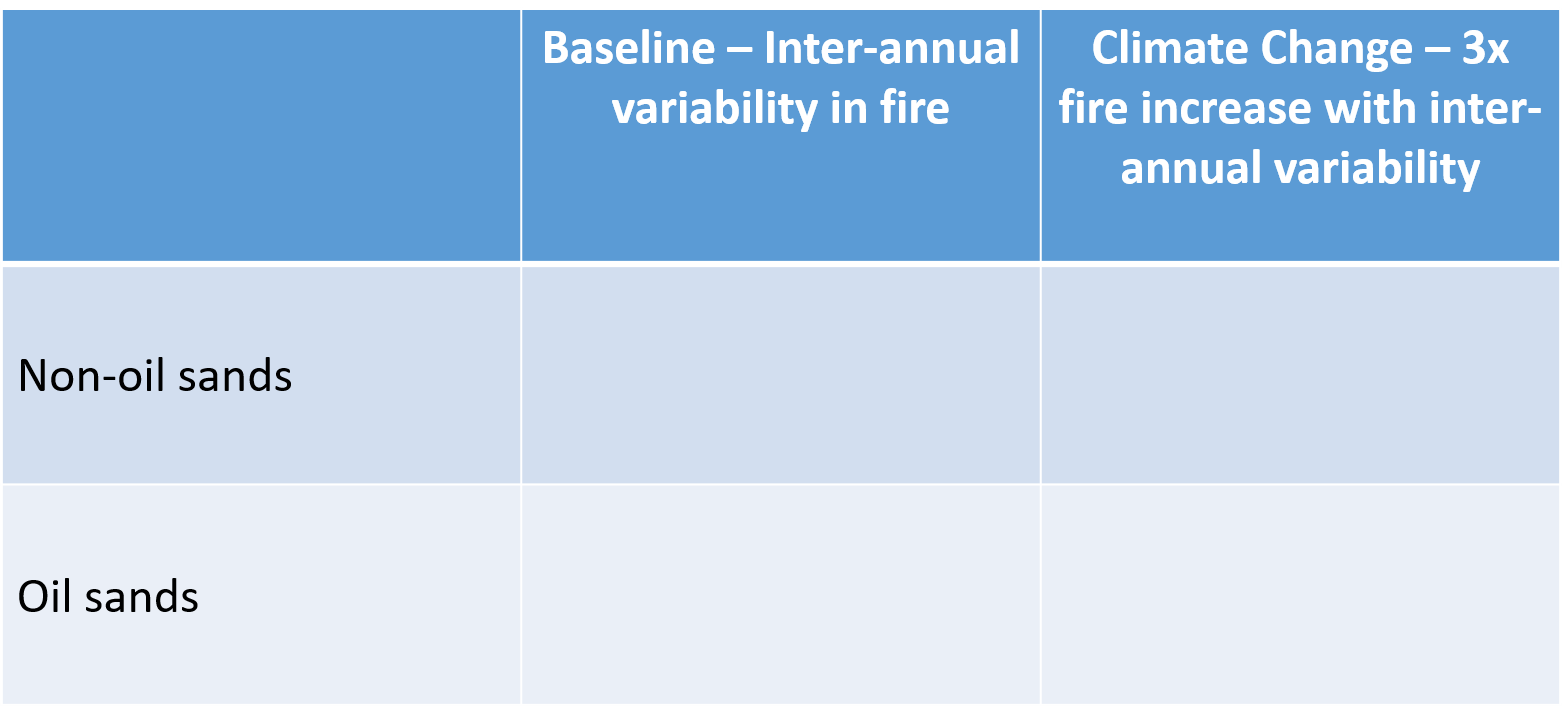 Baseline – Inter-annual
variability in fire
Climate Change – 3x
fire increase with inter-
annual variability
Non-oil sands
Oil sands